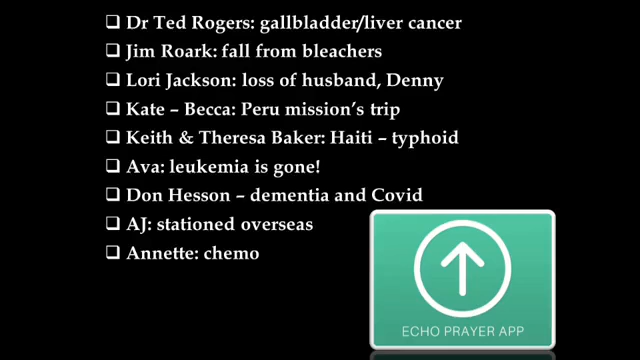 ❑ Dr Ted Rogers: gallbladder/liver cancer
❑ Jim Roark: fall from bleachers
❑ Lori Jackson: loss of husband, Denny
❑ Kate – Becca: Peru mission's trip
❑ Keith & Theresa Baker: Haiti – typhoid
❑ Ava: leukemia is gone!
❑ Don Hesson – dementia and Covid
❑ AJ: stationed overseas
❑ Annette: chemo
ECHO PRAYER APP